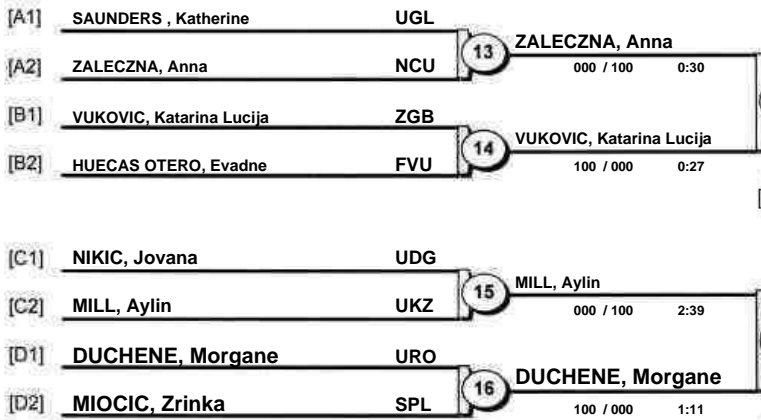 [A1] SAUNDERS , Katherine UGL
13 ZALECZNA, Anna
[A2] ZALECZNA, Anna NCU
000 / 100 0:30
[B1] VUKOVIC, Katarina Lucija ZGB
14 VUKOVIC, Katarina Lucija
[B2] HUECAS OTERO, Evadne FVU
100 / 000 0:27
[C1] NIKIC, Jovana UDG
15 MILL, Aylin
[C2] MILL, Aylin UKZ
000 / 100 2:39
[D1] DUCHENE, Morgane URO
16 DUCHENE, Morgane
[D2] MIOCIC, Zrinka SPL
100 / 000 1:11